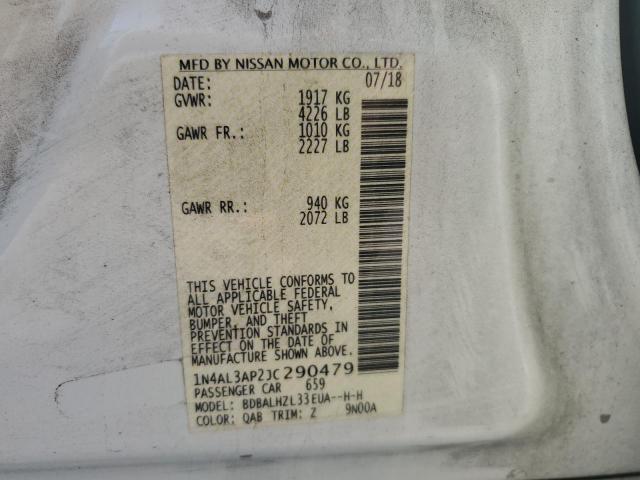 MFD BY NISSAN MOTOR CO., LTD.
DATE: 07/18
GVWR: 1917 KG
4226 LB
GAWR FR.: 1010 KG
2227 LB
GAWR RR.: 940 KG
2072 LB
THIS VEHICLE CONFORMS TO
ALL APPLICABLE FEDERAL
MOTOR VEHICLE SAFETY,
BUMPER, AND THEFT
PREVENTION STANDARDS IN
EFFECT ON THE DATE OF
MANUFACTURE SHOWN ABOVE.
1N4AL3AP2JC290479
PASSENGER CAR 659
MODEL: BDBALHZL33EUA--H-H
COLOR: QAB TRIM: Z 9N00A